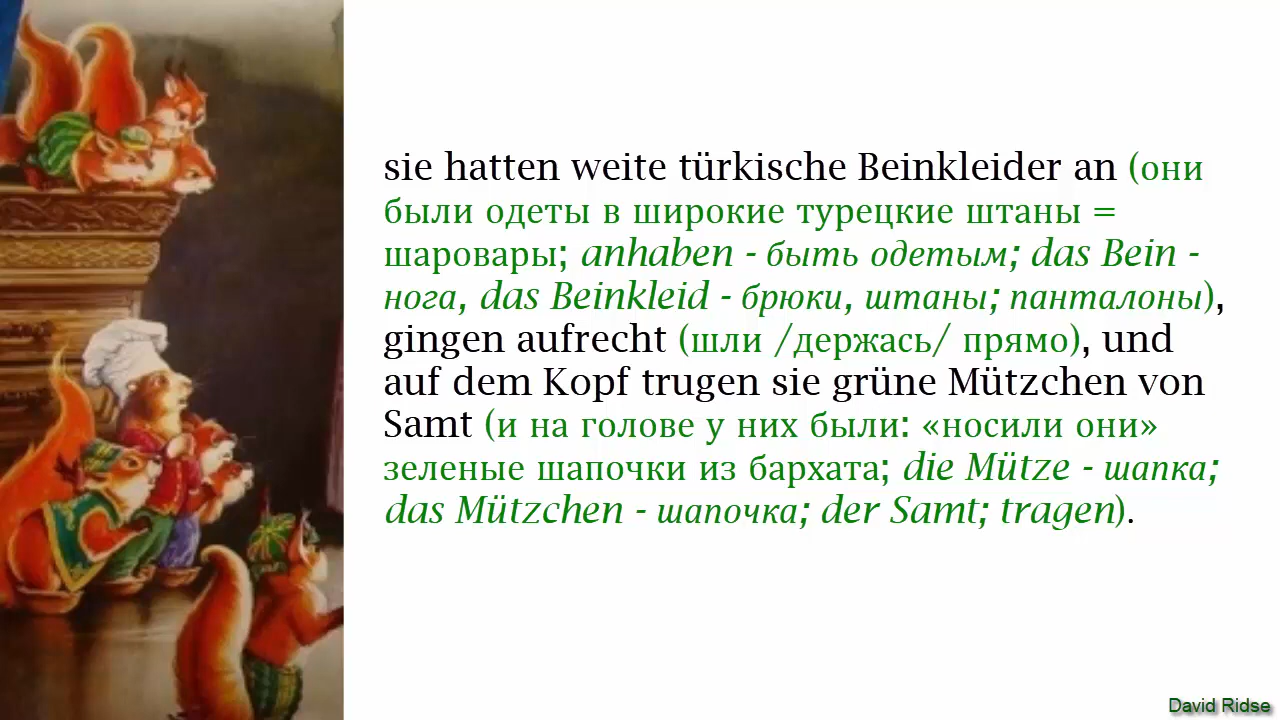 sie hatten weite türkische Beinkleider an (они
были одеты в широкие турецкие штаны =
шаровары; anhaben - быть одетым; das Bein -
нога, das Beinkleid - брюки, штаны; панталоны),
gingen aufrecht (шли /держась/ прямо), und
auf dem Kopf trugen sie grüne Mützchen von
Samt (и на голове у них были: «носили они»
зеленые шапочки из бархата; die Mütze - шапка;
das Mützchen - шапочка; der Samt; tragen).
David Ridse